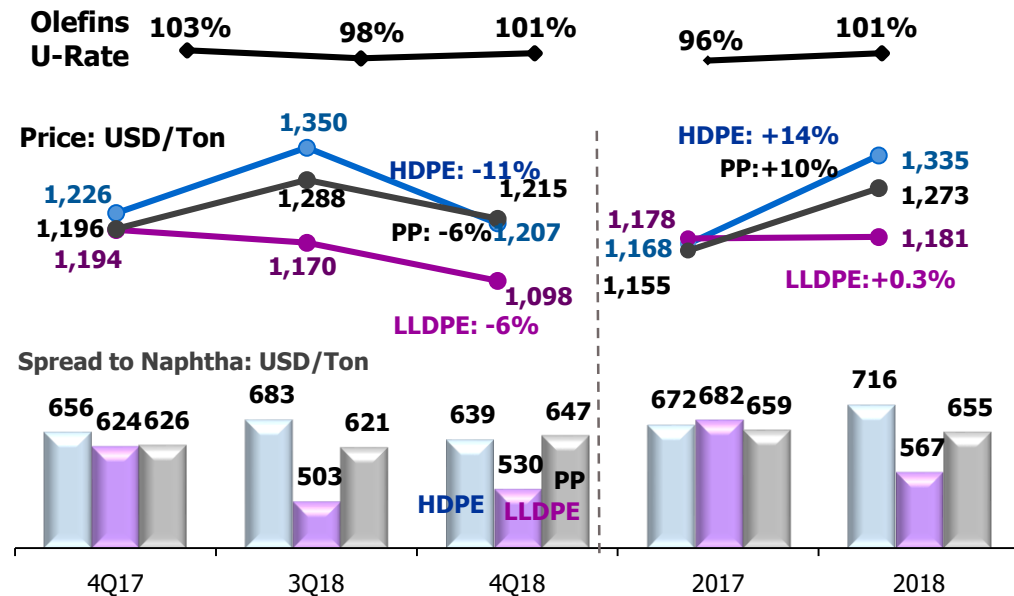 Olefins
U-Rate
103%
98%
101%
96%
101%
Price: USD/Ton
1,226
1,196
1,194
1,350
1,288
1,170
HDPE: -11%
1,215
PP: -6%
1,207
1,098
LLDPE: -6%
HDPE: +14%
PP:+10%
1,178
1,168
1,155
1,335
1,273
1,181
LLDPE:+0.3%
Spread to Naphtha: USD/Ton
656
624
626
683
503
621
639
530
647
HDPE
LLDPE
PP
672
682
659
716
567
655
4Q17
3Q18
4Q18
2017
2018